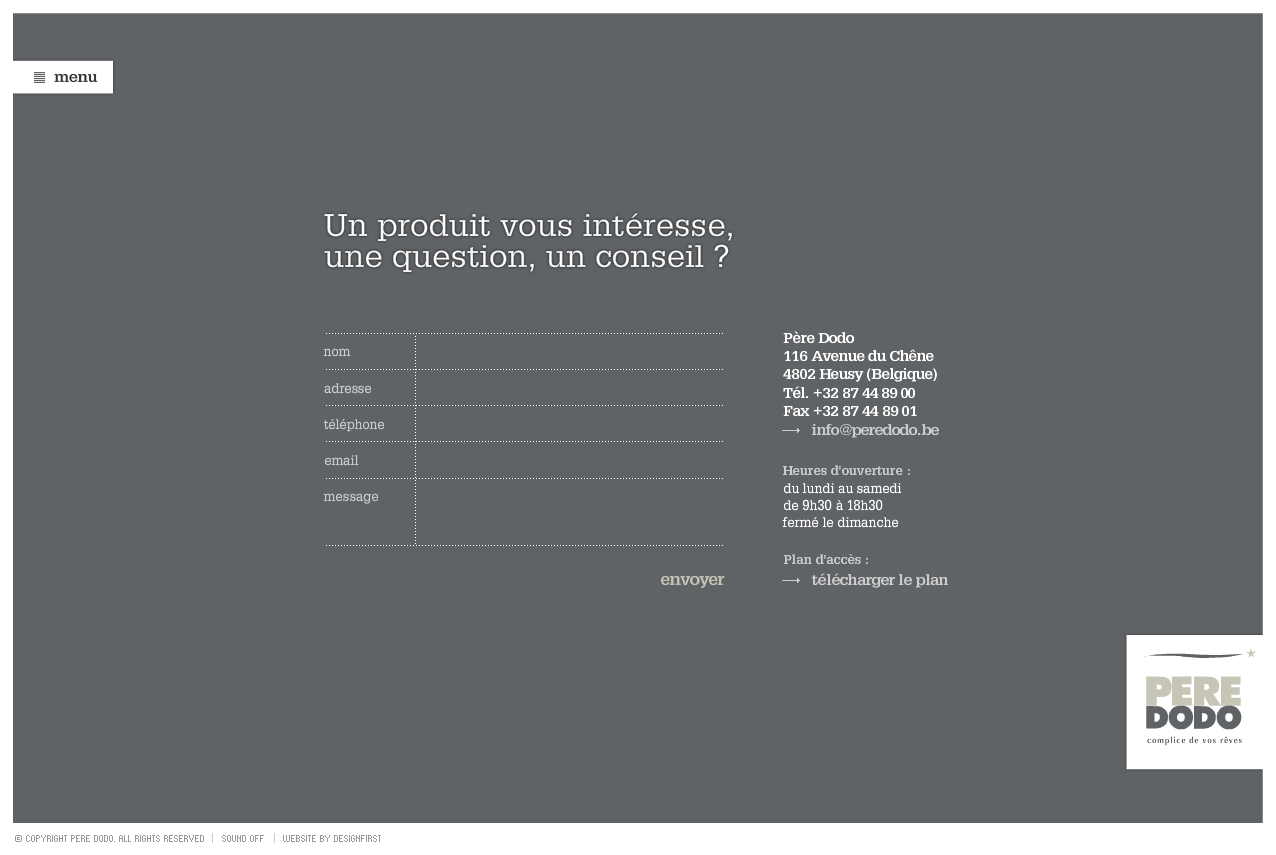 menu
Un produit vous intéresse,
une question, un conseil ?
nom
adresse
téléphone
email
message
envoyer
Père Dodo
116 Avenue du Chêne
4802 Heusy (Belgique)
Tél. +32 87 44 89 00
Fax +32 87 44 89 01
info@peredodo.be
Heures d'ouverture :
du lundi au samedi
de 9h30 à 18h30
fermé le dimanche
Plan d'accès :
télécharger le plan
PERE
DODO
complice de vos rêves
© COPYRIGHT PERE DODO. ALL RIGHTS RESERVED | SOUND OFF | WEBSITE BY DESIGNFIRST